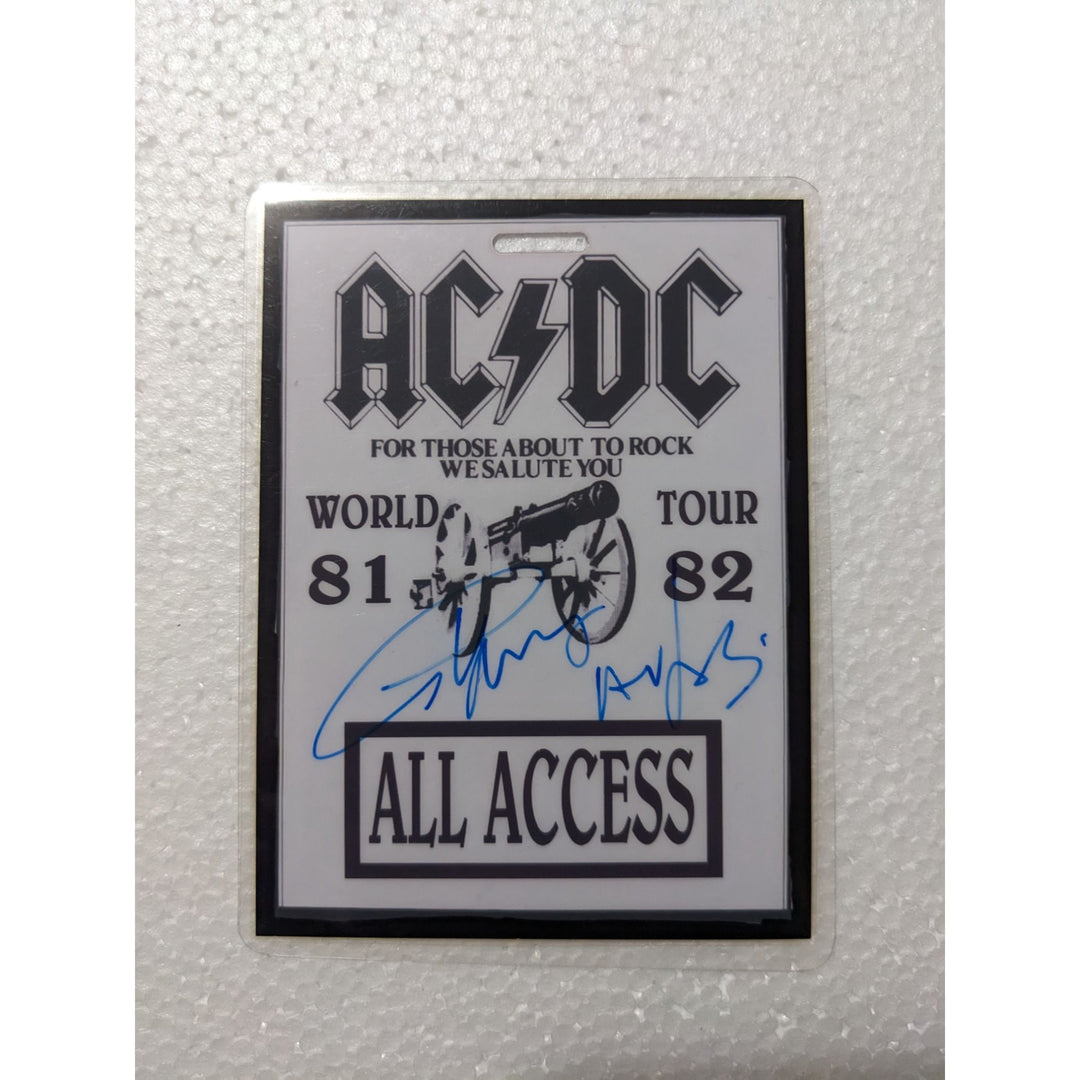 AC⚡DC
FOR THOSE ABOUT TO ROCK
WE SALUTE YOU
WORLD TOUR
81 82
ALL ACCESS